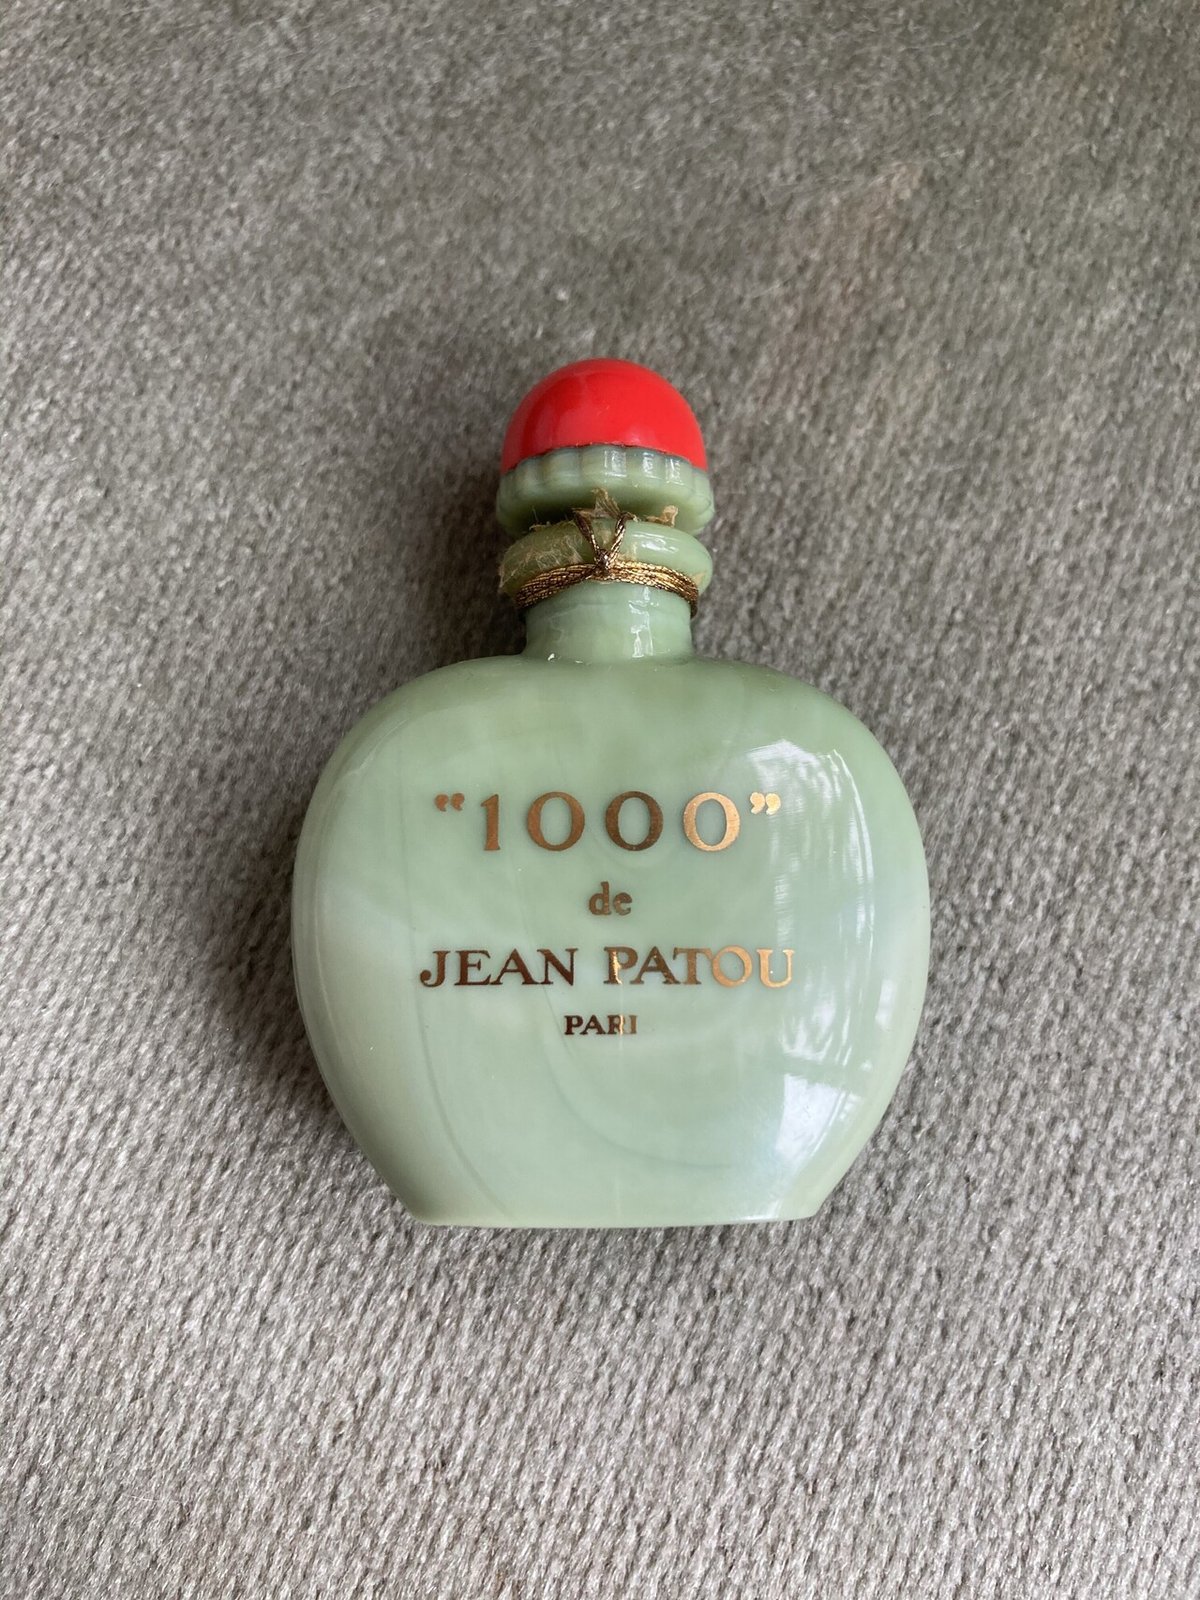 “1000”
de
JEAN PATOU
PARI